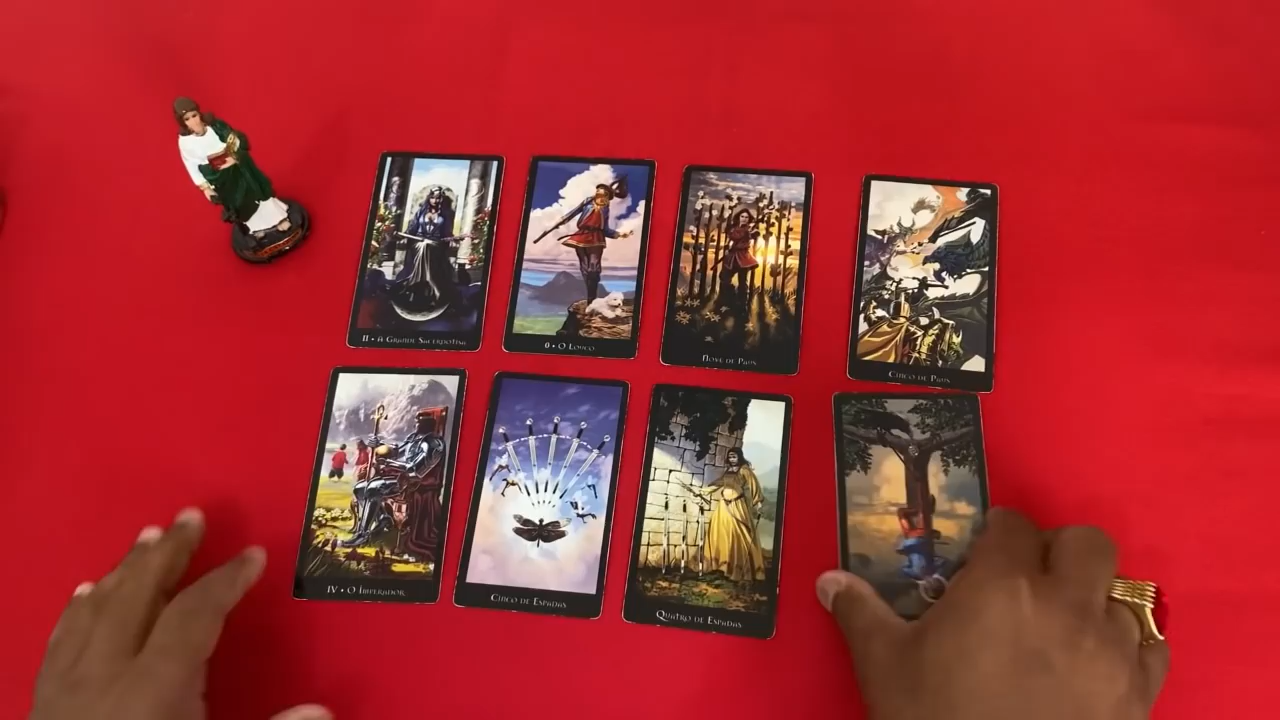 II • A Grande Sacerdotisa
0 • O Louco
Nove de Paus
Cinco de Paus
IV • O Imperador
Cinco de Espadas
Quatro de Espadas